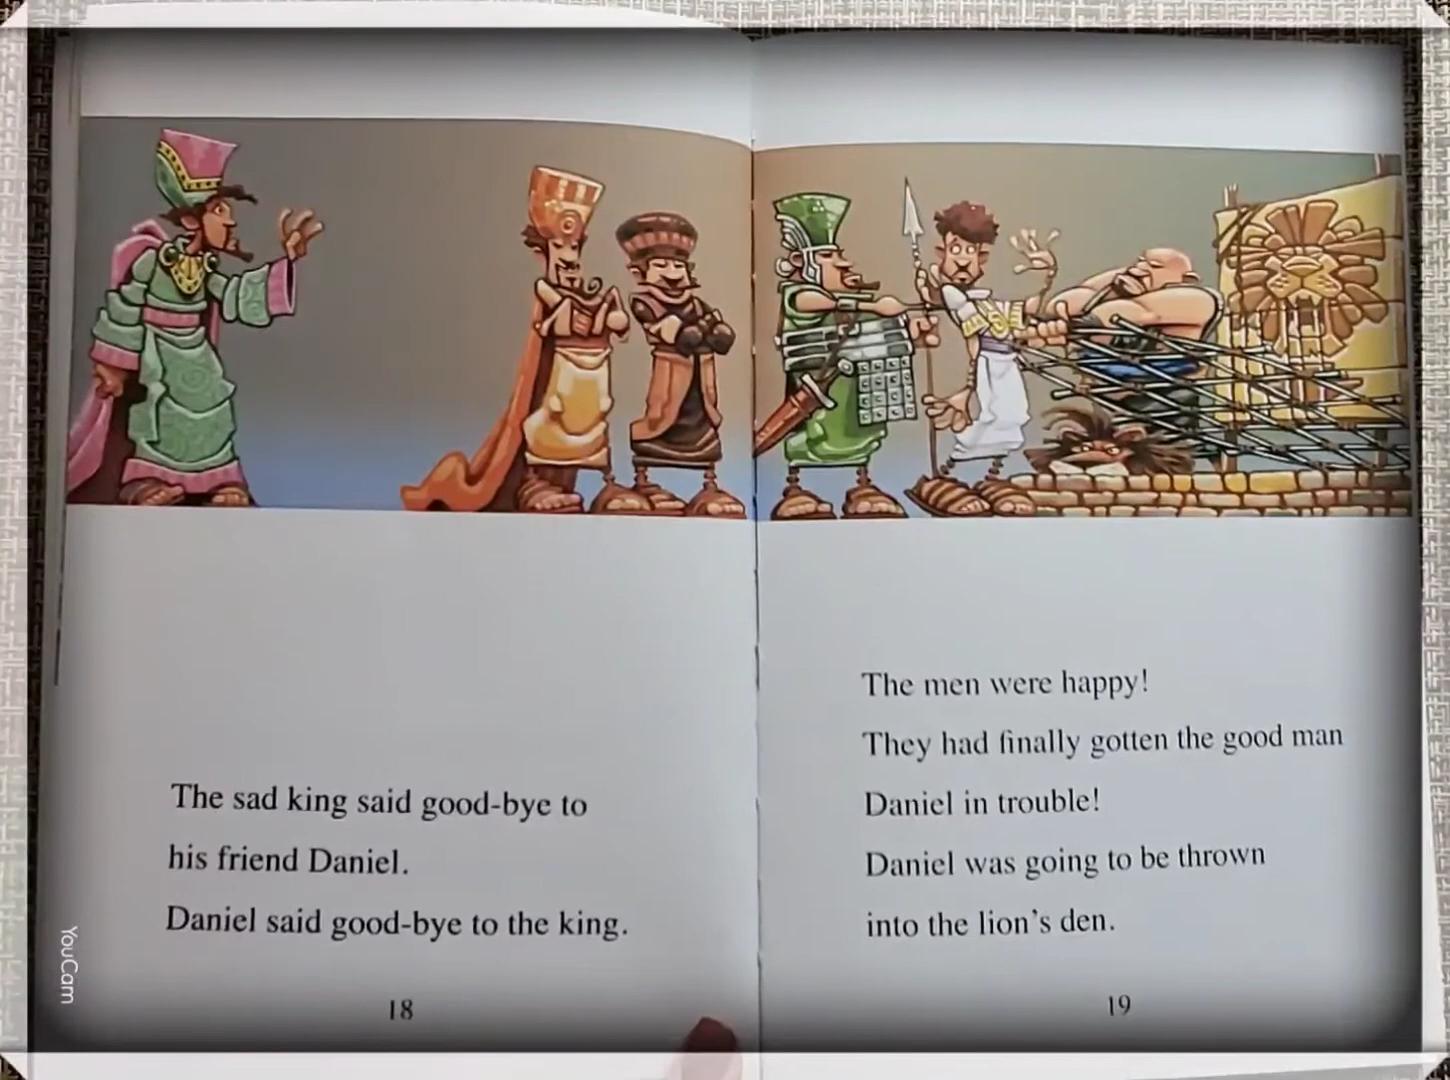 The sad king said good-bye to
his friend Daniel.
Daniel said good-bye to the king.
18
The men were happy!
They had finally gotten the good man
Daniel in trouble!
Daniel was going to be thrown
into the lion's den.
19
YouCam